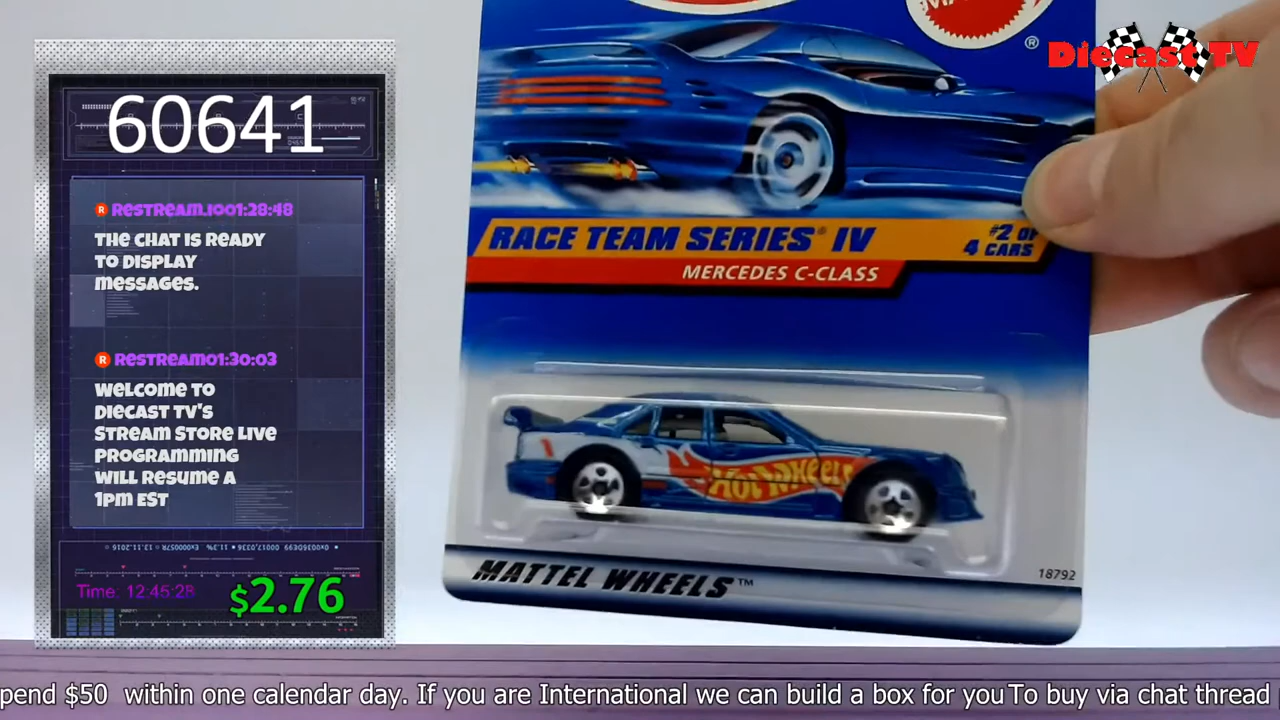 60641
Restream.io01:28:48
The chat is ready
to display
messages.
Restream01:30:03
Welcome to
Diecast TV's
Stream Store Live
Programming
will resume a
1pm EST
Time: 12:45:28
$2.76
Diecast TV
RACE TEAM SERIES® IV
#2 OF
4 CARS
MERCEDES C-CLASS
HOT WHEELS
MATTEL WHEELS™
18792
pend $50 within one calendar day. If you are International we can build a box for you To buy via chat thread